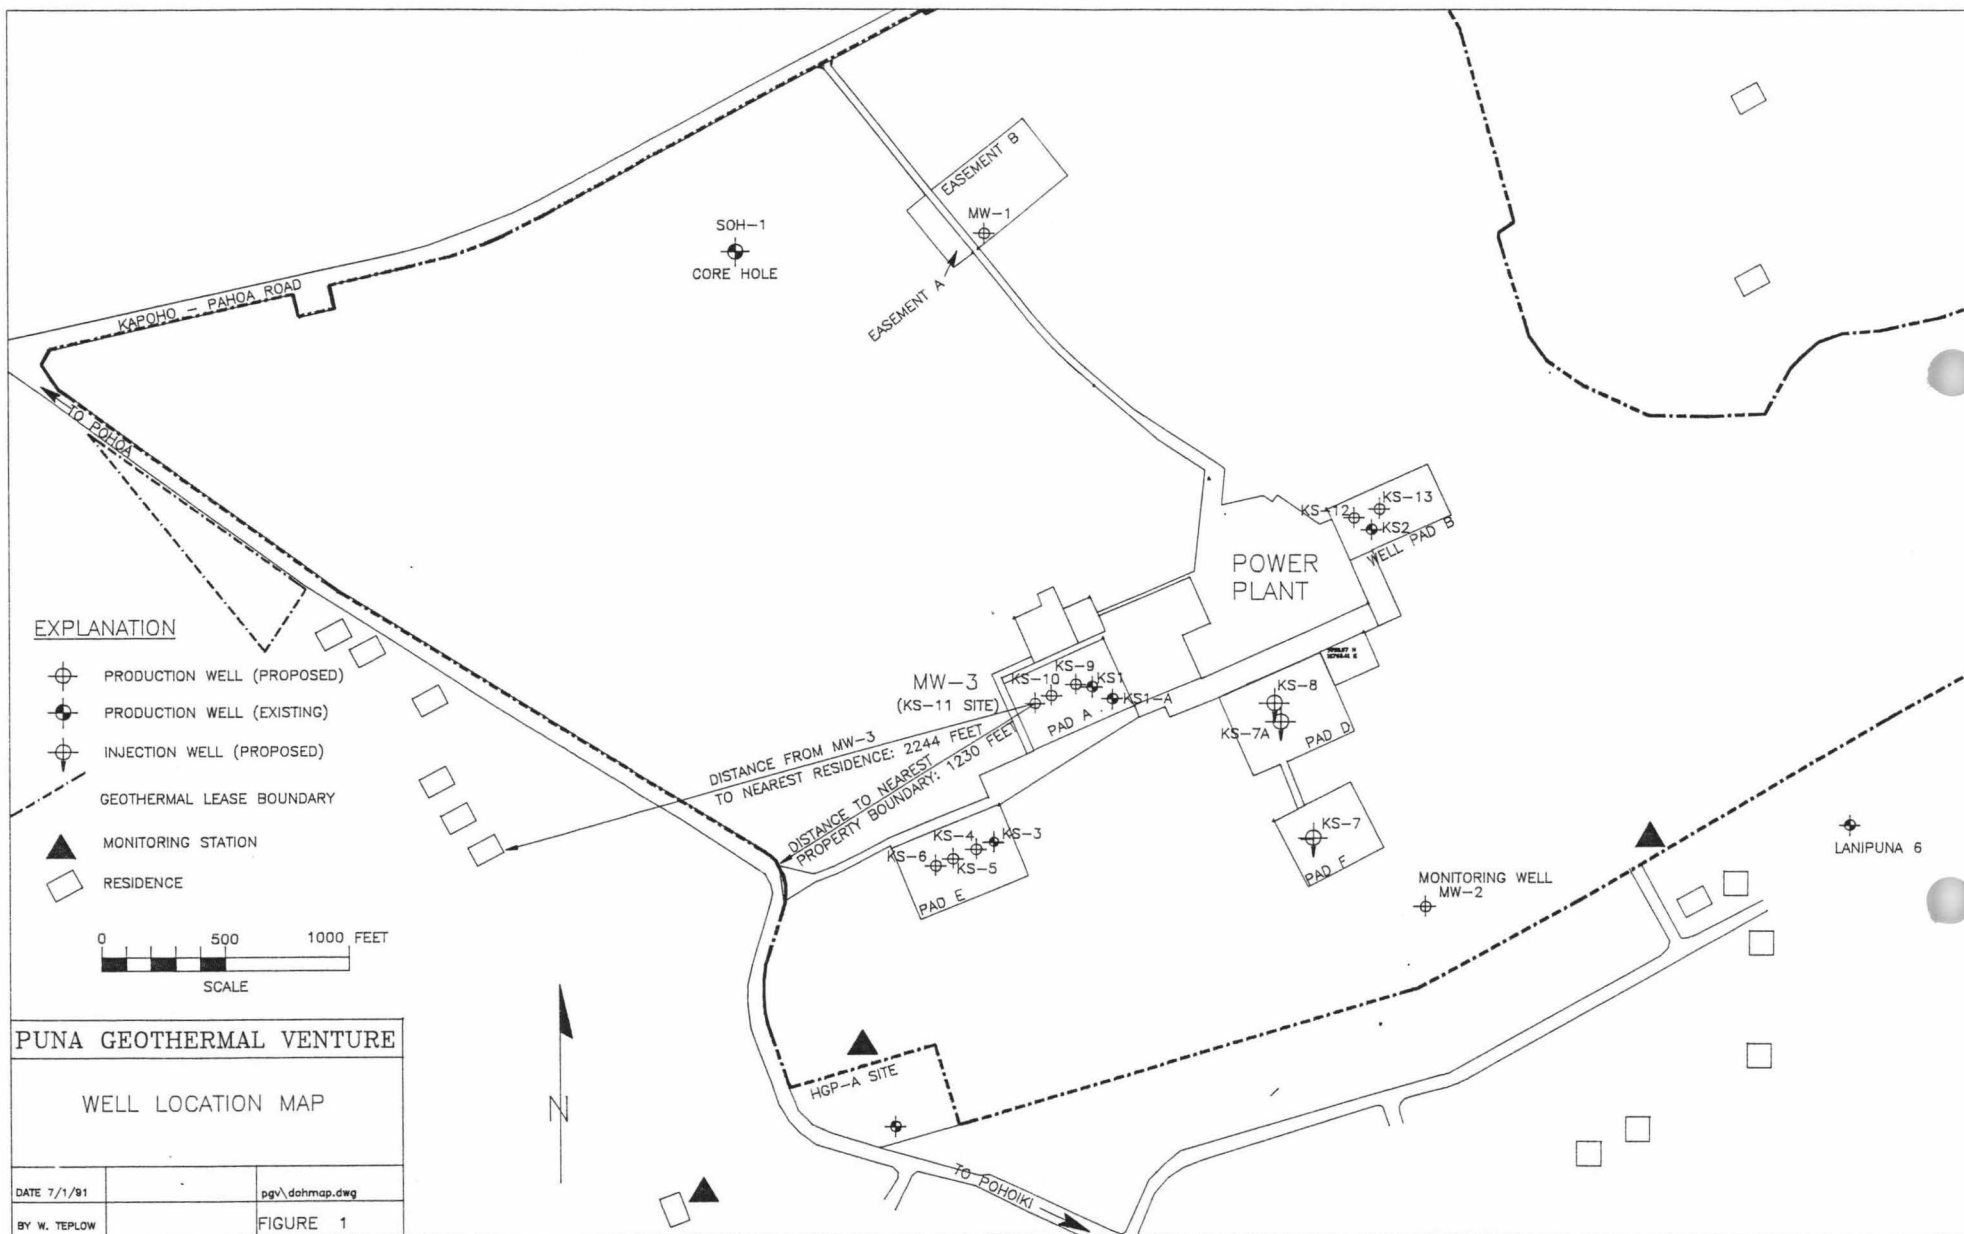 EASEMENT B
MW-1
SOH-1
CORE HOLE
EASEMENT A
KAPOHO - PAHOA ROAD
TO POHOA
KS-13
KS-12
KS2
WELL PAD B
POWER
PLANT
EXPLANATION
PRODUCTION WELL (PROPOSED)
PRODUCTION WELL (EXISTING)
INJECTION WELL (PROPOSED)
GEOTHERMAL LEASE BOUNDARY
MONITORING STATION
RESIDENCE
0 500 1000 FEET
SCALE
MW-3
(KS-11 SITE)
KS-9
KS-10
KS1
KS1-A
PAD A
KS-8
KS-7A
PAD D
DISTANCE FROM MW-3
TO NEAREST RESIDENCE: 2244 FEET
DISTANCE TO NEAREST
PROPERTY BOUNDARY: 1230 FEET
KS-4
KS-3
KS-6
KS-5
PAD E
KS-7
PAD F
MONITORING WELL
MW-2
LANIPUNA 6
HGP-A SITE
N
TO POHOIKI
PUNA GEOTHERMAL VENTURE
WELL LOCATION MAP
DATE 7/1/91
pgv\dohmap.dwg
BY W. TEPLOW
FIGURE 1